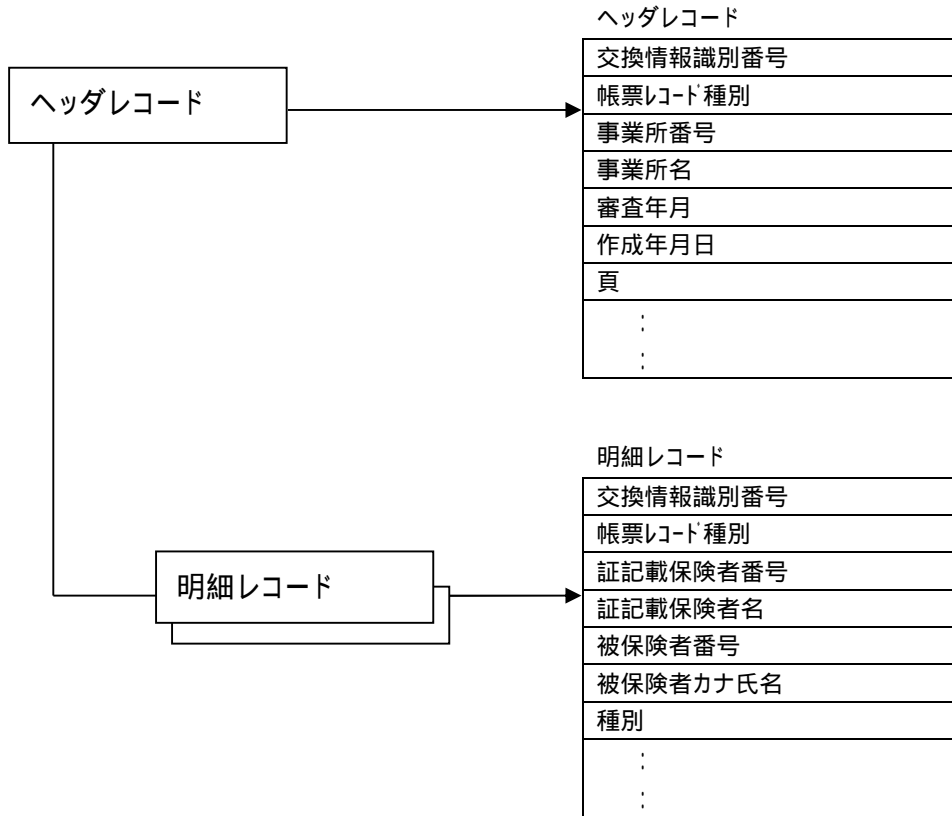 ヘッダレコード
ヘッダレコード
交換情報識別番号
帳票ﾚｺｰﾄﾞ種別
事業所番号
事業所名
審査年月
作成年月日
頁
:
:
明細レコード
明細レコード
交換情報識別番号
帳票ﾚｺｰﾄﾞ種別
証記載保険者番号
証記載保険者名
被保険者番号
被保険者カナ氏名
種別
:
: